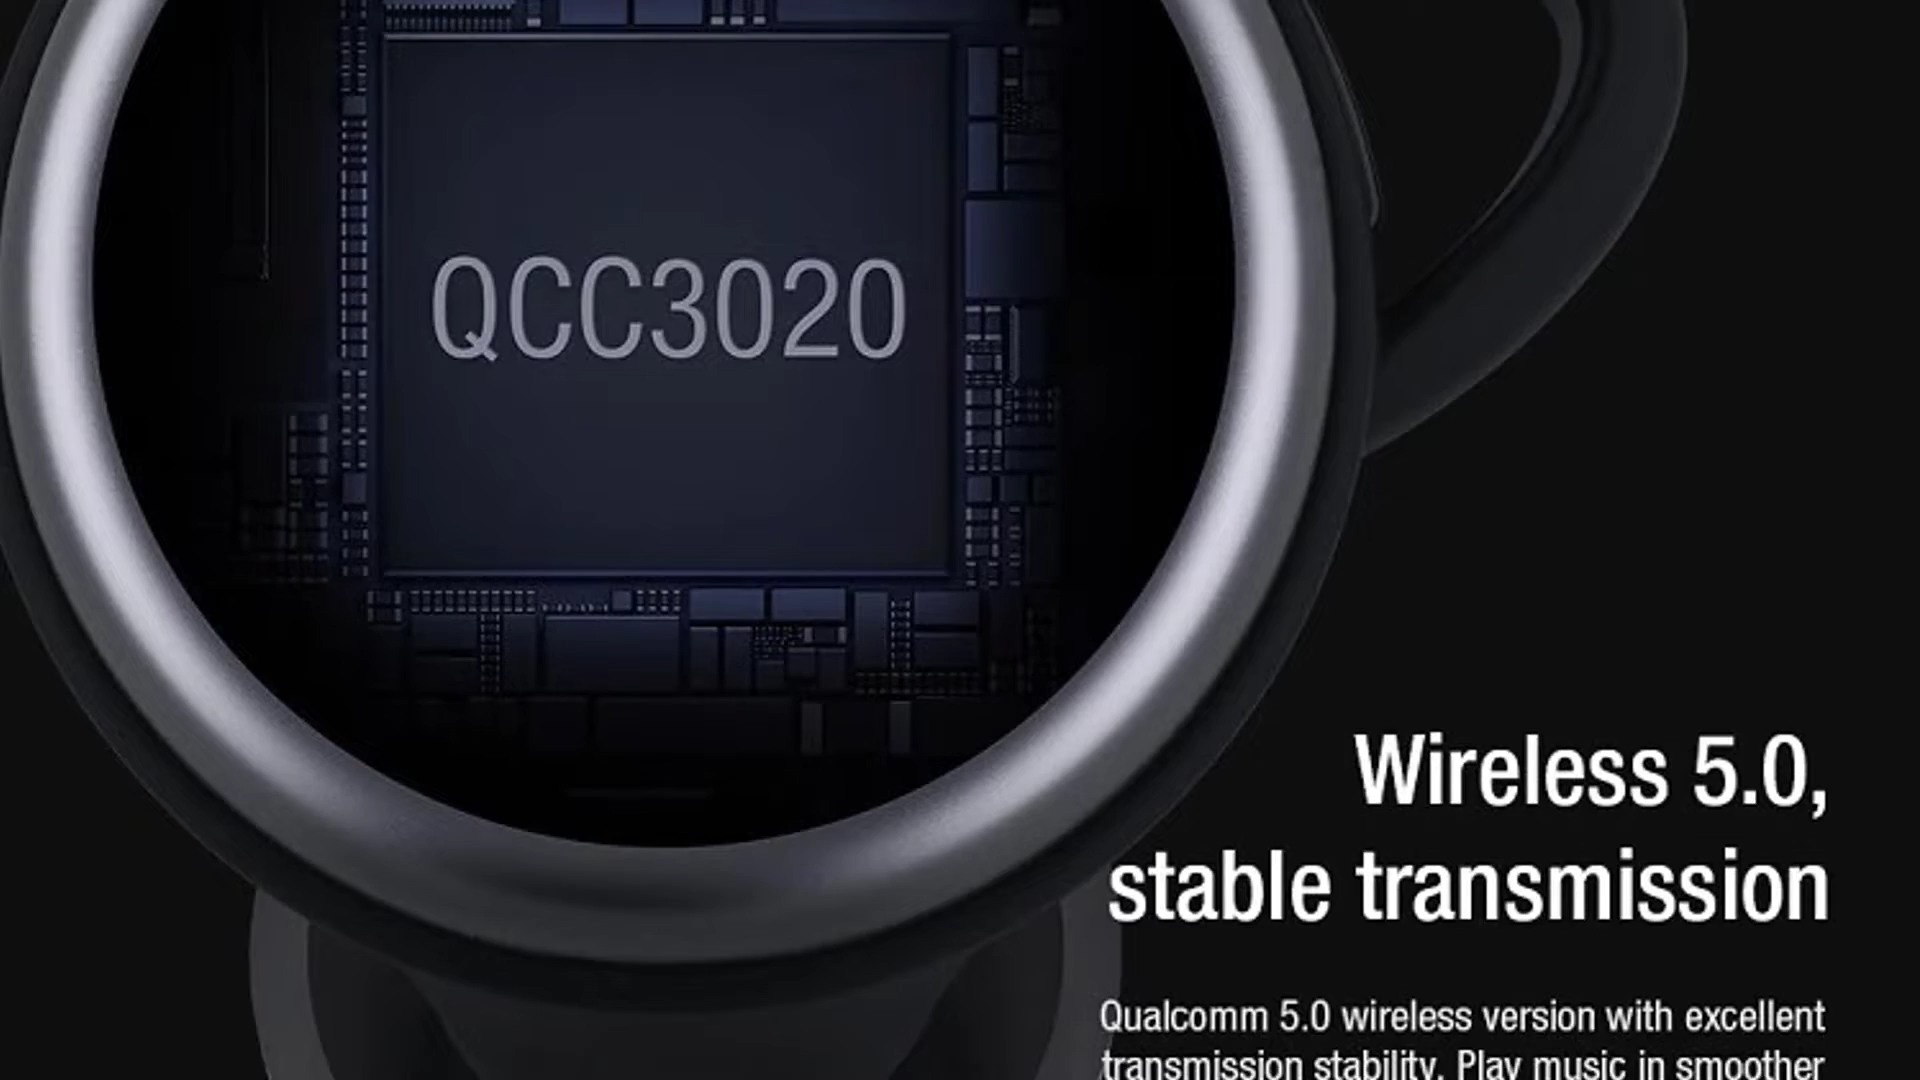 QCC3020
Wireless 5.0,
stable transmission
Qualcomm 5.0 wireless version with excellent
transmission stability. Play music in smoother